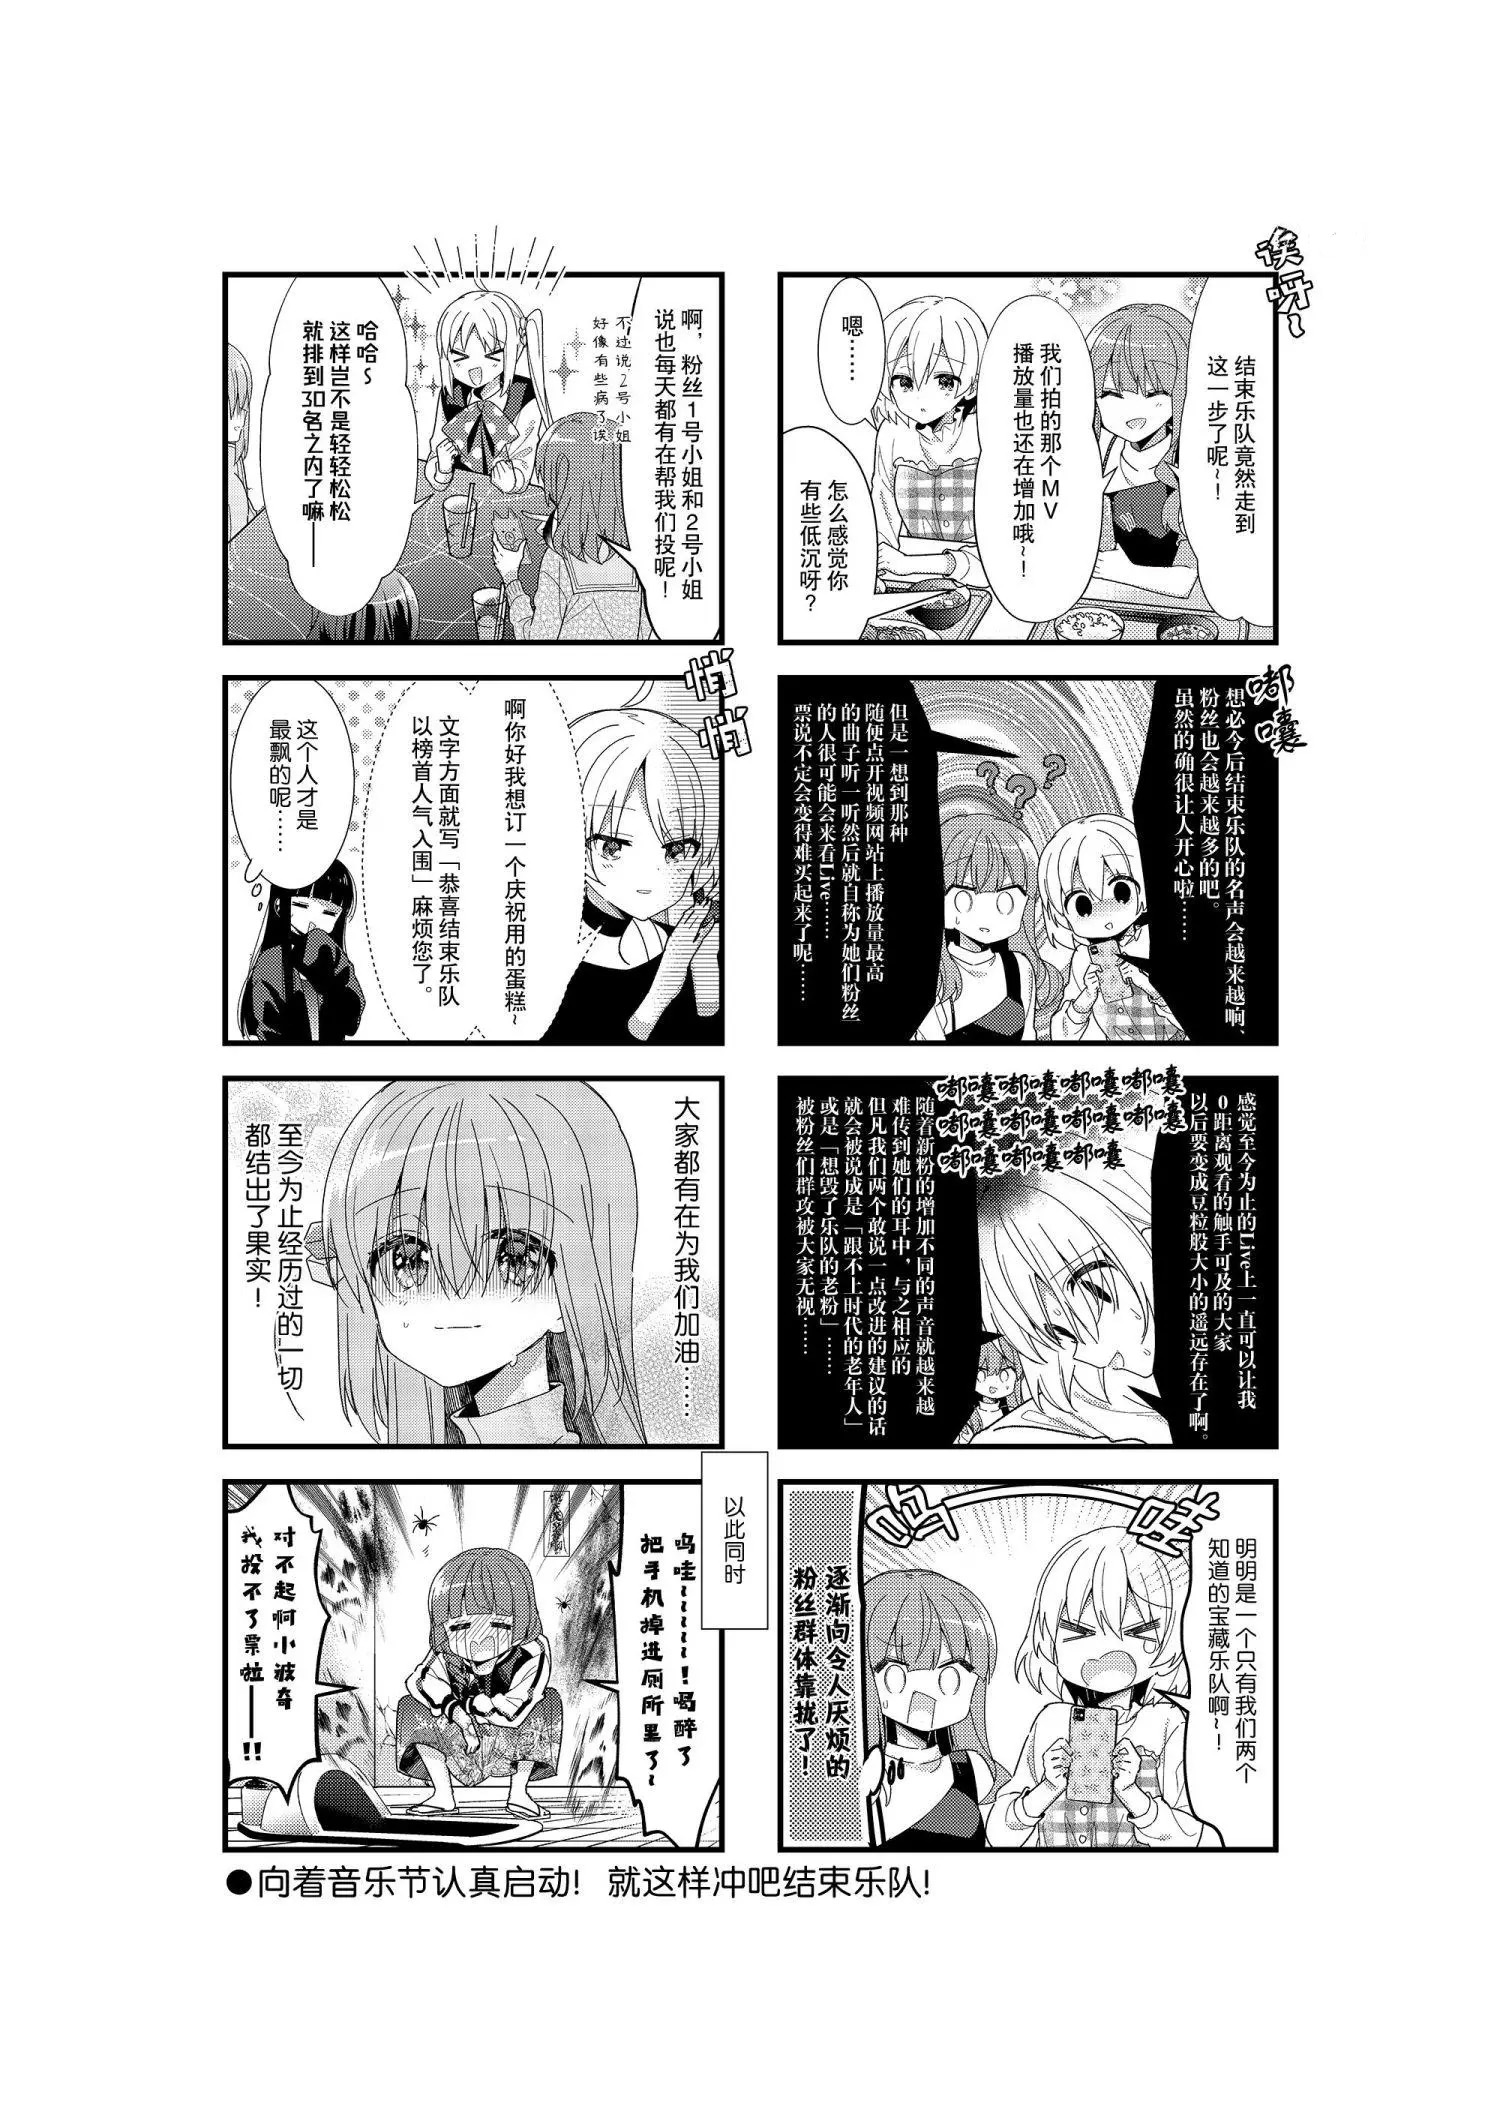 诶呀~
结束乐队竟然走到
这一步了呢~！
我们拍的那个MV
播放量也还在增加哦~！
嗯……
怎么感觉你
有些低沉呀？
嘟囔
想必今后结束乐队的名声会越来越响、
粉丝也会越来越多的吧。
虽然的确很让人开心啦……
但是一想到那种
随便点开视频网站上播放量最高
的曲子听一听然后就自称为她们粉丝
的人很可能会来看Live……
票说不定会变得难买起来了呢……
感觉至今为止的Live上一直可以让我
0距离观看的触手可及的大家
以后要变成豆粒般大小的遥远存在了啊。
嘟囔嘟囔嘟囔嘟囔
嘟囔嘟囔嘟囔嘟囔
嘟囔嘟囔嘟囔
随着新粉的增加不同的声音就越来越
难传到她们的耳中，与之相应的
但凡我们两个敢说一点改进的建议的话
就会被说成是「跟不上时代的老年人」
或是「想毁了乐队的老粉」……
被粉丝们群攻被大家无视……
明明是一个只有我们两个
知道的宝藏乐队啊~！
哇
叫
逐渐向令人厌烦的
粉丝群体靠拢了！
啊，粉丝1号小姐和2号小姐
说也每天都有在帮我们投呢！
不过说2号小姐
好像有些病了诶
哈哈~
这样岂不是轻轻松松
就排到30名之内了嘛——
悄悄
啊你好我想订一个庆祝用的蛋糕~
文字方面就写「恭喜结束乐队
以榜首人气入围」麻烦您了。
这个人才是
最飘的呢……
大家都有在为我们加油……
至今为止经历过的一切
都结出了果实！
以此同时
呜哇~~~~~！喝醉了
把手机掉进厕所里了~
对不起啊小波奇
我投不了票啦——!!
●向着音乐节认真启动！就这样冲吧结束乐队！